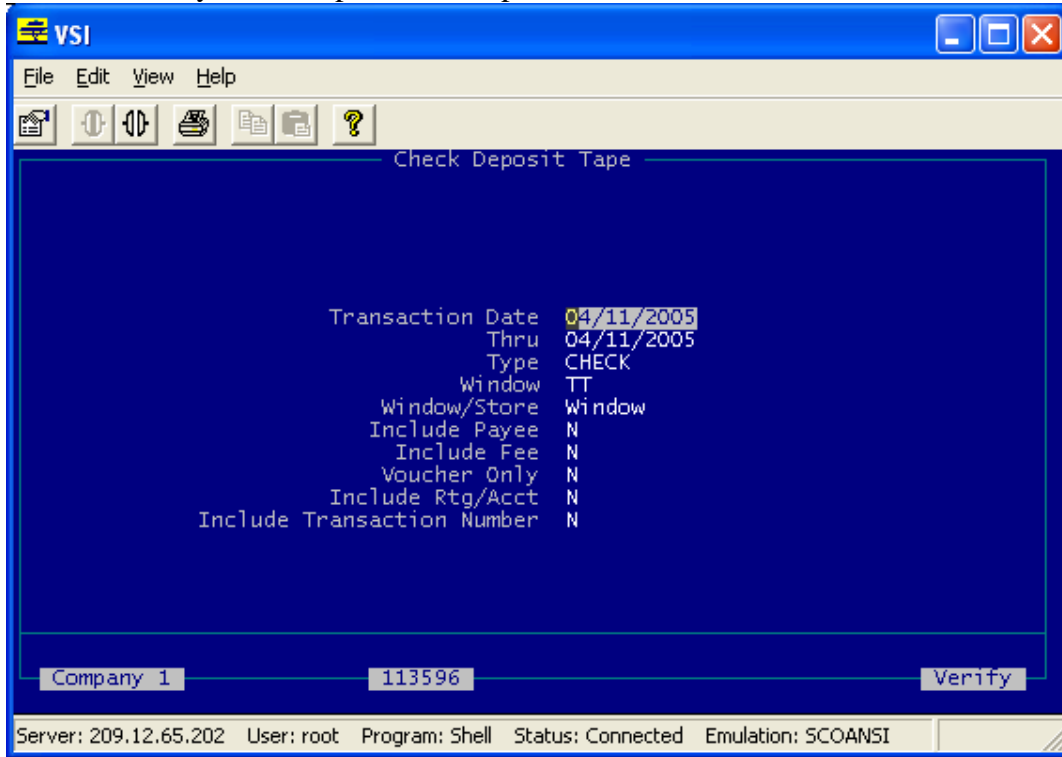 VSI
File Edit View Help
Check Deposit Tape
Transaction Date 04/11/2005
Thru 04/11/2005
Type CHECK
Window TT
Window/Store Window
Include Payee N
Include Fee N
Voucher Only N
Include Rtg/Acct N
Include Transaction Number N
Company 1 113596 Verify
Server: 209.12.65.202 User: root Program: Shell Status: Connected Emulation: SCOANSI